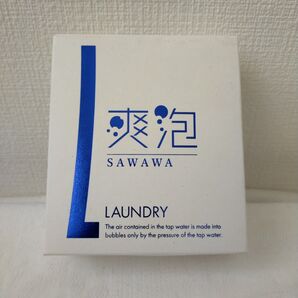 爽泡
SAWAWA
LAUNDRY
The air contained in the tap water is made into
bubbles only by the pressure of the tap water.